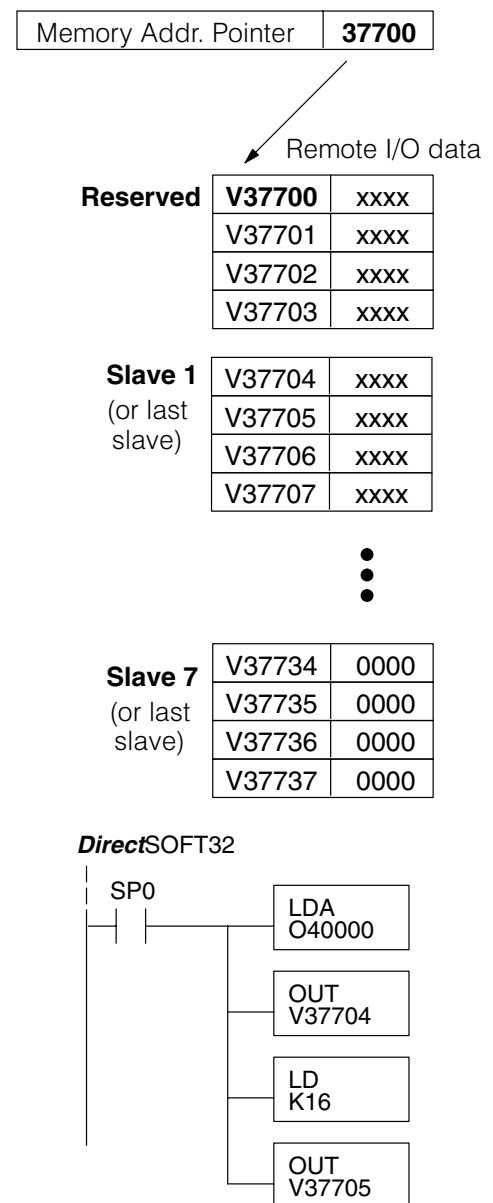 Memory Addr. Pointer 37700
Remote I/O data
Reserved V37700 xxxx
V37701 xxxx
V37702 xxxx
V37703 xxxx
Slave 1 V37704 xxxx
(or last V37705 xxxx
slave) V37706 xxxx
V37707 xxxx
Slave 7 V37734 0000
(or last V37735 0000
slave) V37736 0000
V37737 0000
DirectSOFT32
SP0
LDA
O40000
OUT
V37704
LD
K16
OUT
V37705